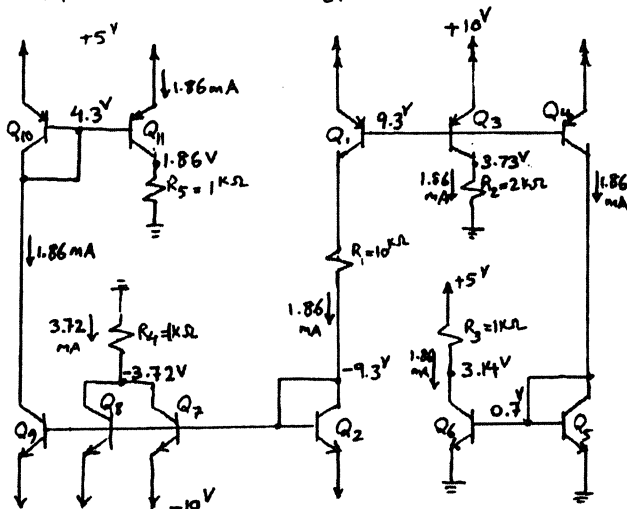 +5V
+10V
1.86mA
Q10
4.3V
Q11
Q1
9.3V
Q3
Q4
1.86V
R5 = 1KΩ
3.73V
1.86 mA
R2=2KΩ
1.86 mA
1.86mA
R1=10KΩ
+5V
3.72 mA
R4=1KΩ
1.86 mA
R3=1KΩ
1.86 mA
3.14V
-3.72V
-9.3V
Q9
Q8
Q7
Q2
Q6
0.7V
Q5
-10V